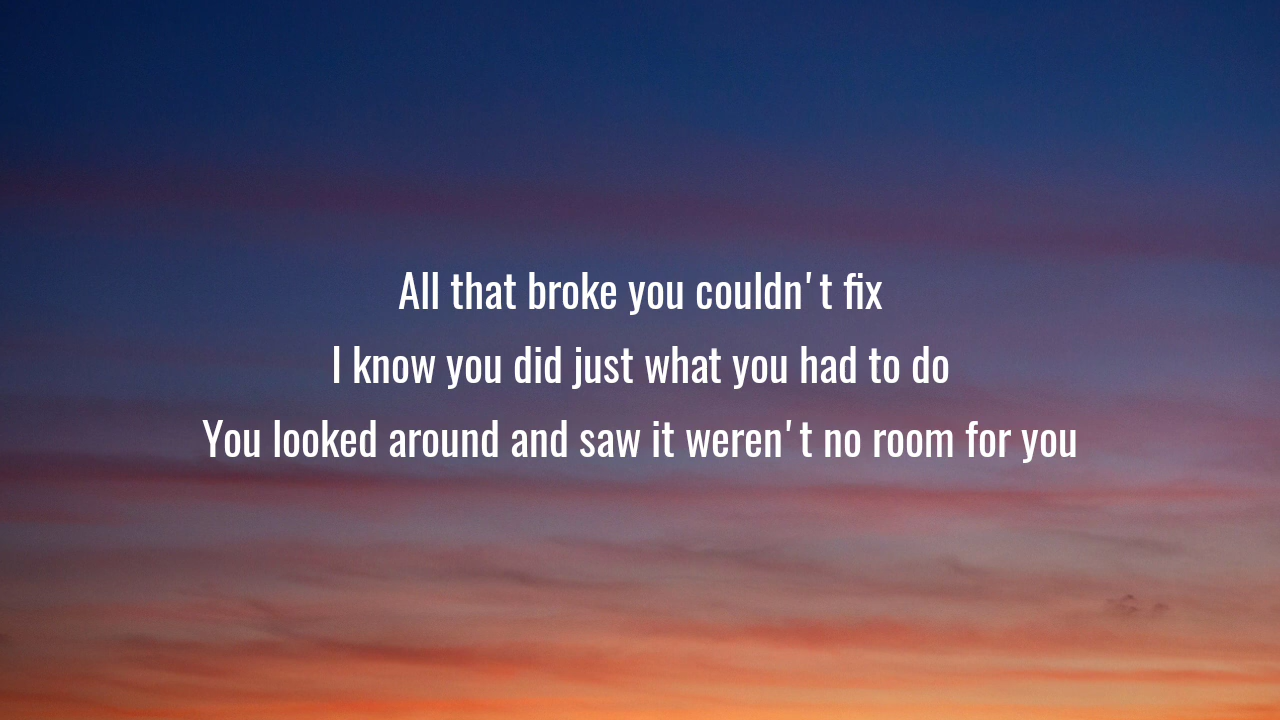 All that broke you couldn't fix
I know you did just what you had to do
You looked around and saw it weren't no room for you